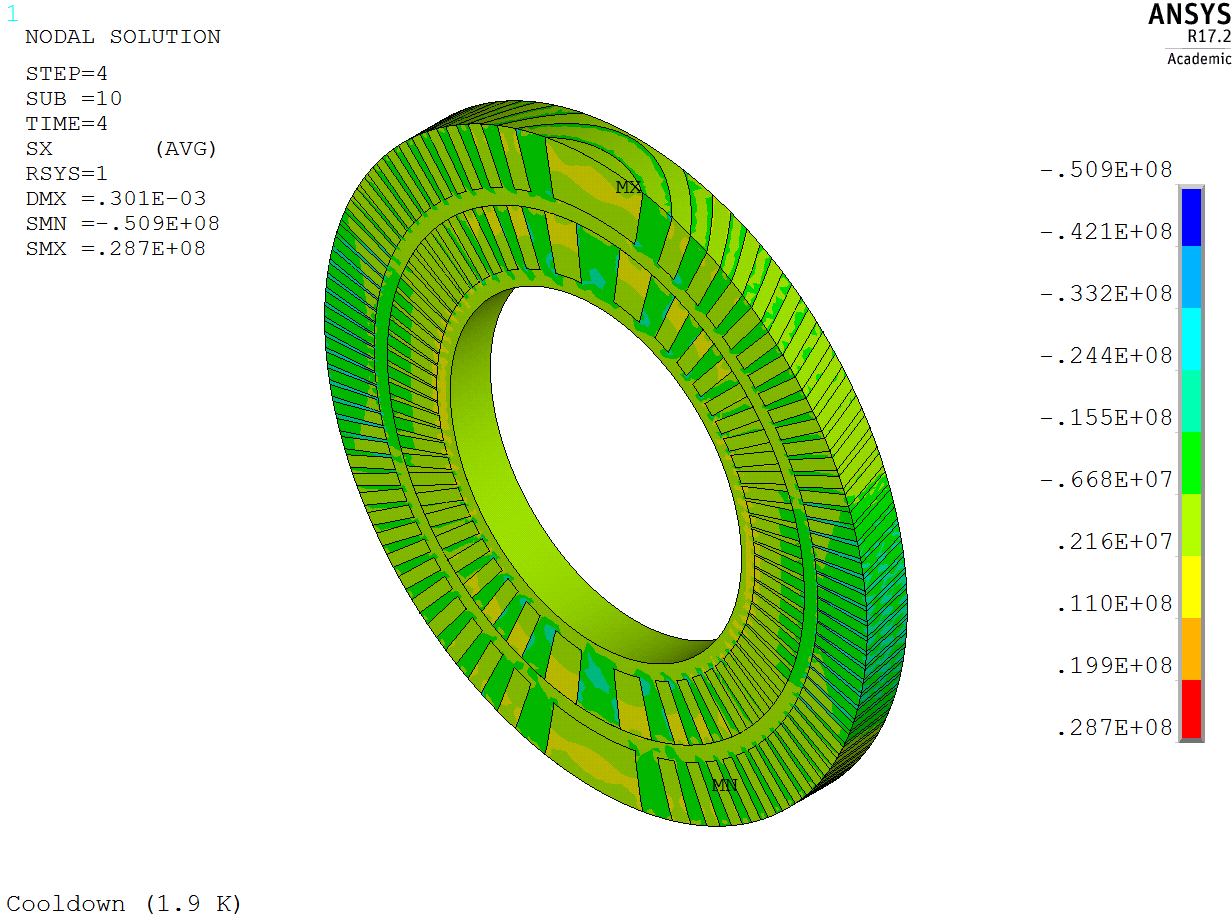 1
NODAL SOLUTION
STEP=4
SUB =10
TIME=4
SX (AVG)
RSYS=1
DMX =.301E-03
SMN =-.509E+08
SMX =.287E+08
ANSYS
R17.2
Academic
MX
MN
-.509E+08
-.421E+08
-.332E+08
-.244E+08
-.155E+08
-.668E+07
.216E+07
.110E+08
.199E+08
.287E+08
Cooldown (1.9 K)